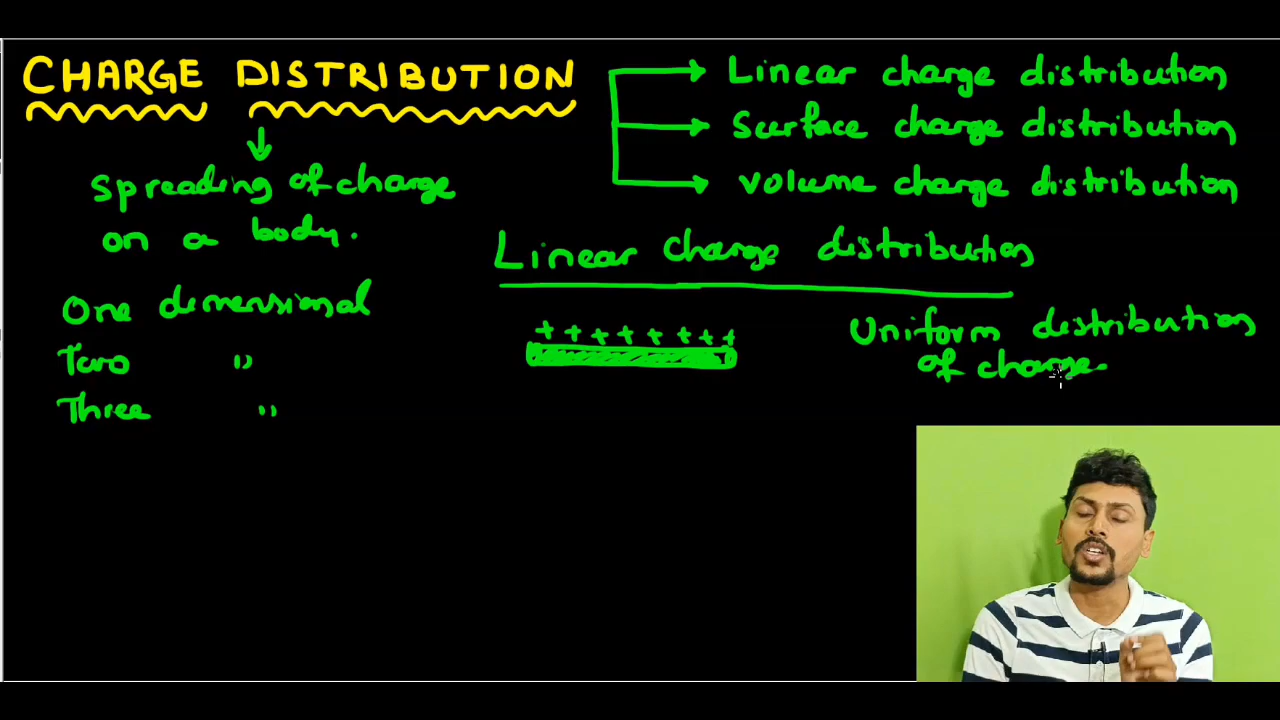 CHARGE DISTRIBUTION
Linear charge distribution
Surface charge distribution
volume charge distribution
Spreading of charge
on a body.
One dimensional
Two "
Three "
Linear charge distribution
+ + + + + + + +
Uniform distribution
of charge.